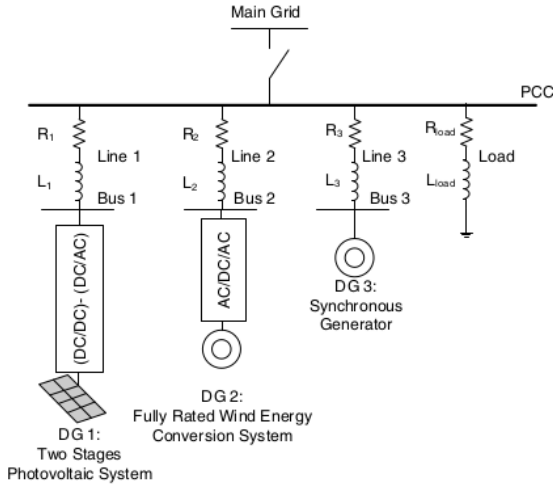 Main Grid
PCC
R1
Line 1
L1
Bus 1
(DC/DC)- (DC/AC)
DG 1:
Two Stages
Photovoltaic System
R2
Line 2
L2
Bus 2
AC/DC/AC
DG 2:
Fully Rated Wind Energy
Conversion System
R3
Line 3
L3
Bus 3
DG 3:
Synchronous
Generator
Rload
Load
Lload